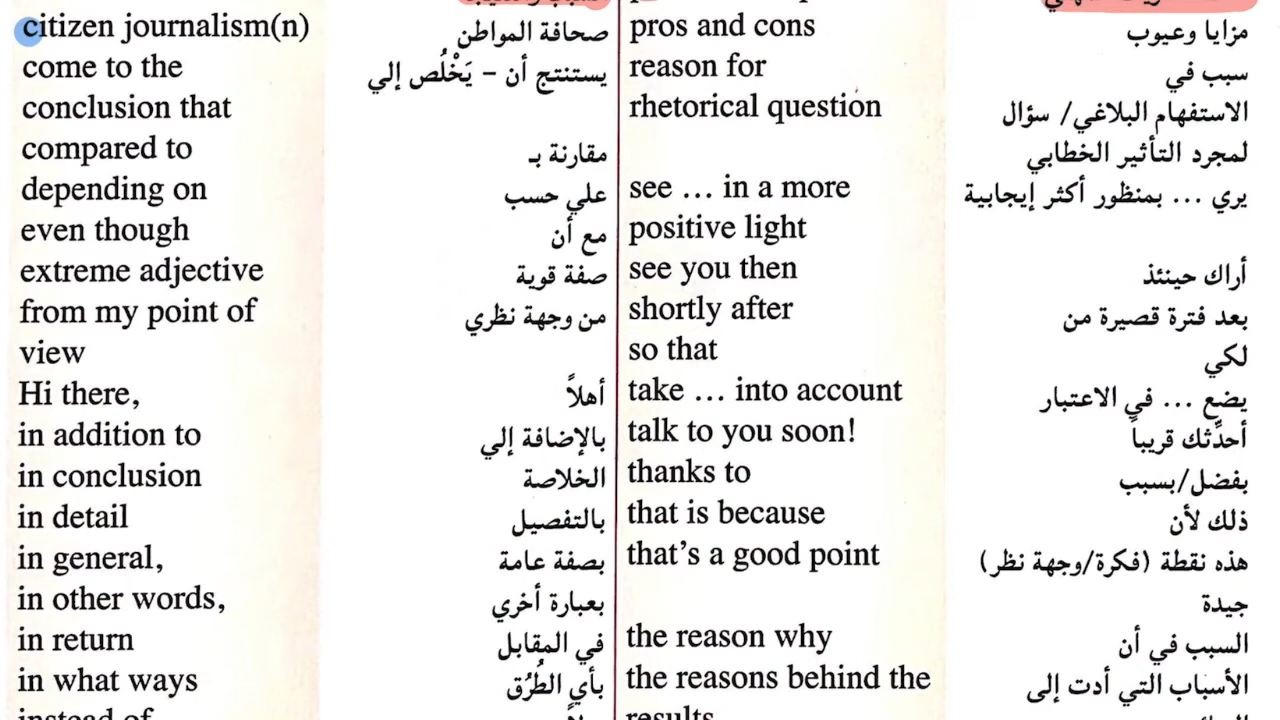 citizen journalism(n) صحافة المواطن
come to the يستنتج أن – يَخْلُص إلي
conclusion that
compared to مقارنة بـ
depending on علي حسب
even though مع أن
extreme adjective صفة قوية
from my point of من وجهة نظري
view
Hi there, أهلاً
in addition to بالإضافة إلي
in conclusion الخلاصة
in detail بالتفصيل
in general, بصفة عامة
in other words, بعبارة أخري
in return في المقابل
in what ways بأي الطُرُق
instead of
pros and cons مزايا وعيوب
reason for سبب في
rhetorical question الاستفهام البلاغي/ سؤال
لمجرد التأثير الخطابي
see ... in a more يري ... بمنظور أكثر إيجابية
positive light
see you then أراك حينئذ
shortly after بعد فترة قصيرة من
so that لكي
take ... into account يضع ... في الاعتبار
talk to you soon! أحدِّثك قريباً
thanks to بفضل/بسبب
that is because ذلك لأن
that's a good point هذه نقطة (فكرة/وجهة نظر)
جيدة
the reason why السبب في أن
the reasons behind the الأسباب التي أدت إلى
results